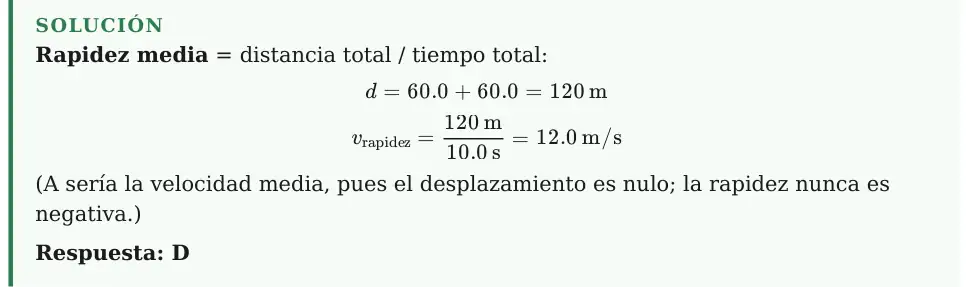 SOLUCIÓN
Rapidez media = distancia total / tiempo total:
d = 60.0 + 60.0 = 120 m
v_rapidez = 120 m / 10.0 s = 12.0 m/s
(A sería la velocidad media, pues el desplazamiento es nulo; la rapidez nunca es
negativa.)
Respuesta: D